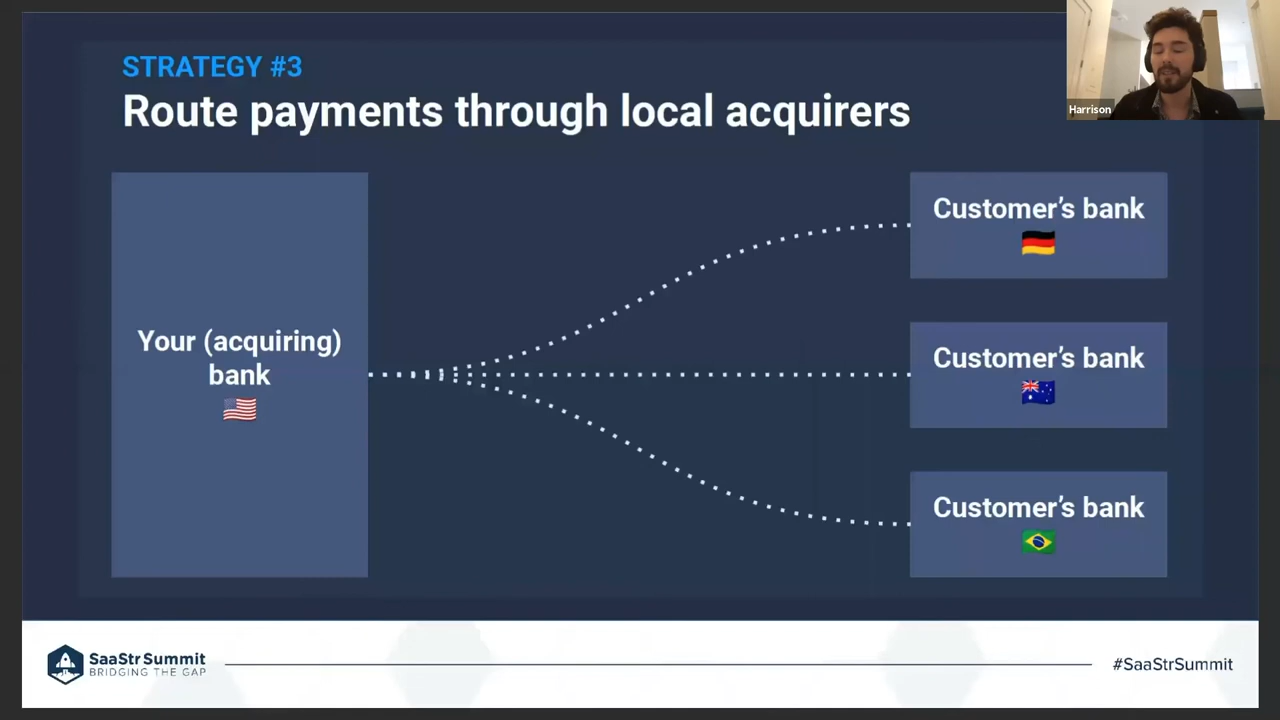 STRATEGY #3
Route payments through local acquirers
Harrison
Your (acquiring)
bank
Customer’s bank
Customer’s bank
Customer’s bank
SaaStr Summit
BRIDGING THE GAP
#SaaStrSummit